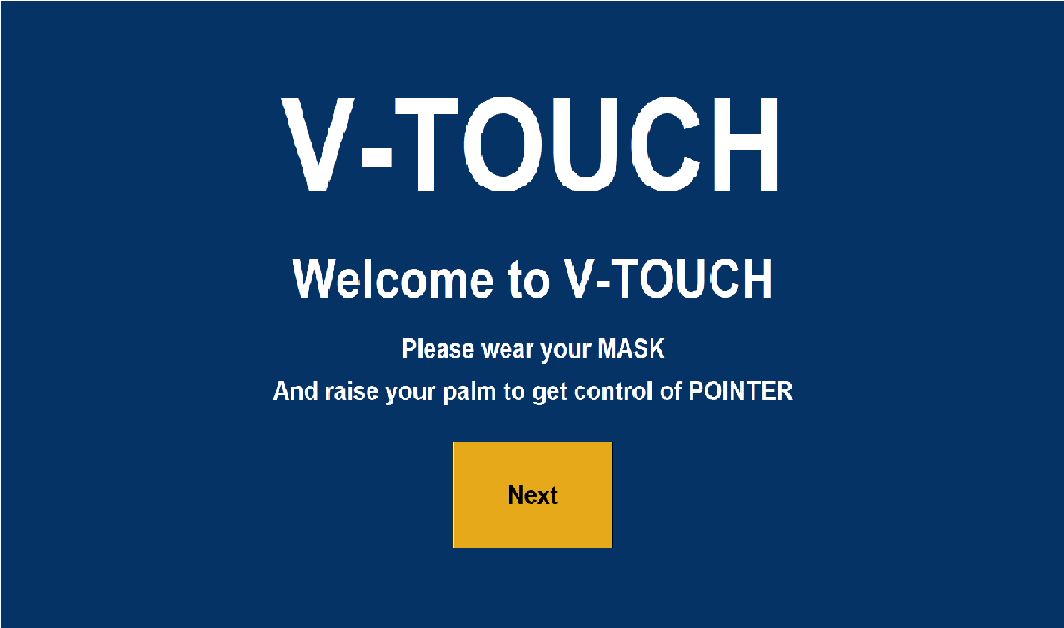 V-TOUCH
Welcome to V-TOUCH
Please wear your MASK
And raise your palm to get control of POINTER
Next